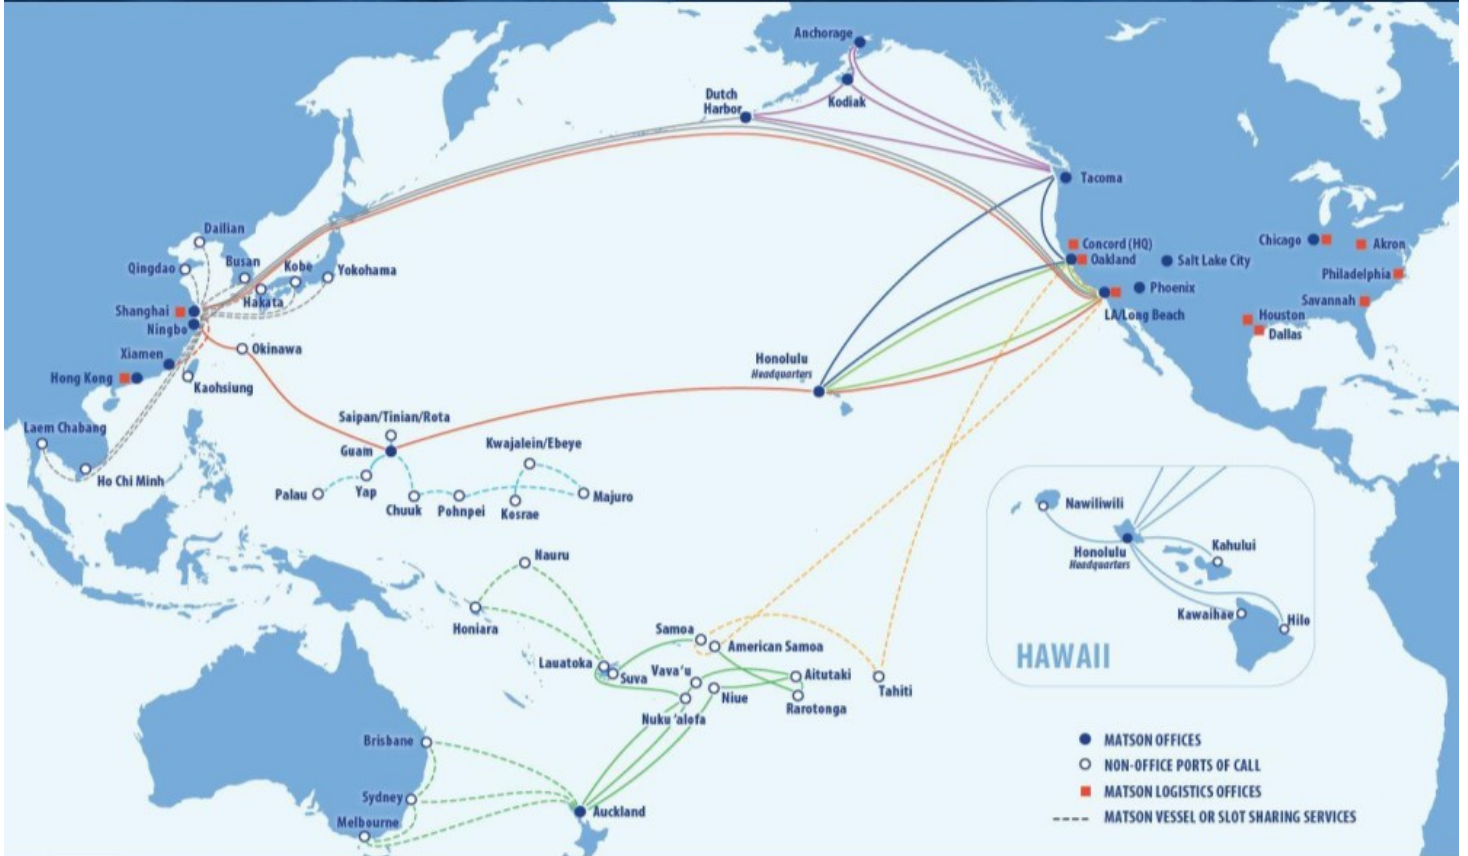 Anchorage
Kodiak
Dutch
Harbor
Tacoma
Dailian
Qingdao
Busan
Kobe
Yokohama
Hakata
Shanghai
Ningbo
Xiamen
Hong Kong
Okinawa
Kaohsiung
Laem Chabang
Ho Chi Minh
Concord (HQ)
Oakland
Salt Lake City
Phoenix
LA/Long Beach
Chicago
Akron
Philadelphia
Savannah
Houston
Dallas
Honolulu
Headquarters
Saipan/Tinian/Rota
Guam
Kwajalein/Ebeye
Palau
Yap
Chuuk
Pohnpei
Kosrae
Majuro
Nauru
Honiara
Lauatoka
Suva
Samoa
American Samoa
Vava‘u
Niue
Nuku ‘alofa
Aitutaki
Rarotonga
Tahiti
Brisbane
Sydney
Melbourne
Auckland
Nawiliwili
Honolulu
Headquarters
Kahului
Kawaihae
Hilo
HAWAII
MATSON OFFICES
NON-OFFICE PORTS OF CALL
MATSON LOGISTICS OFFICES
MATSON VESSEL OR SLOT SHARING SERVICES